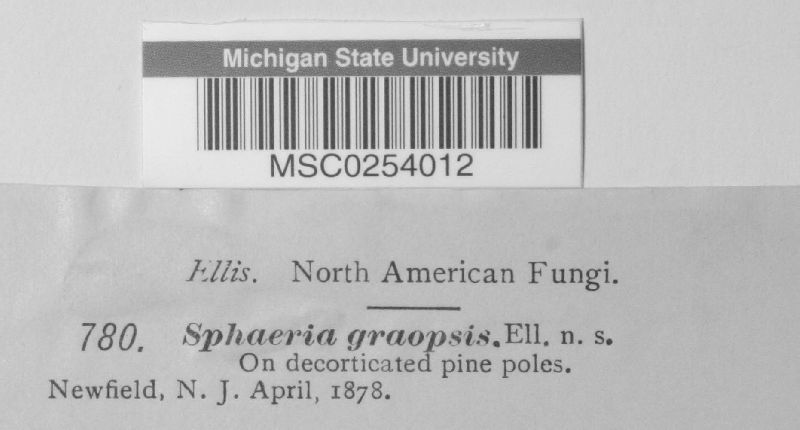 Michigan State University
MSC0254012
Ellis. North American Fungi.
780. Sphaeria graopsis, Ell. n. s.
On decorticated pine poles.
Newfield, N. J. April, 1878.